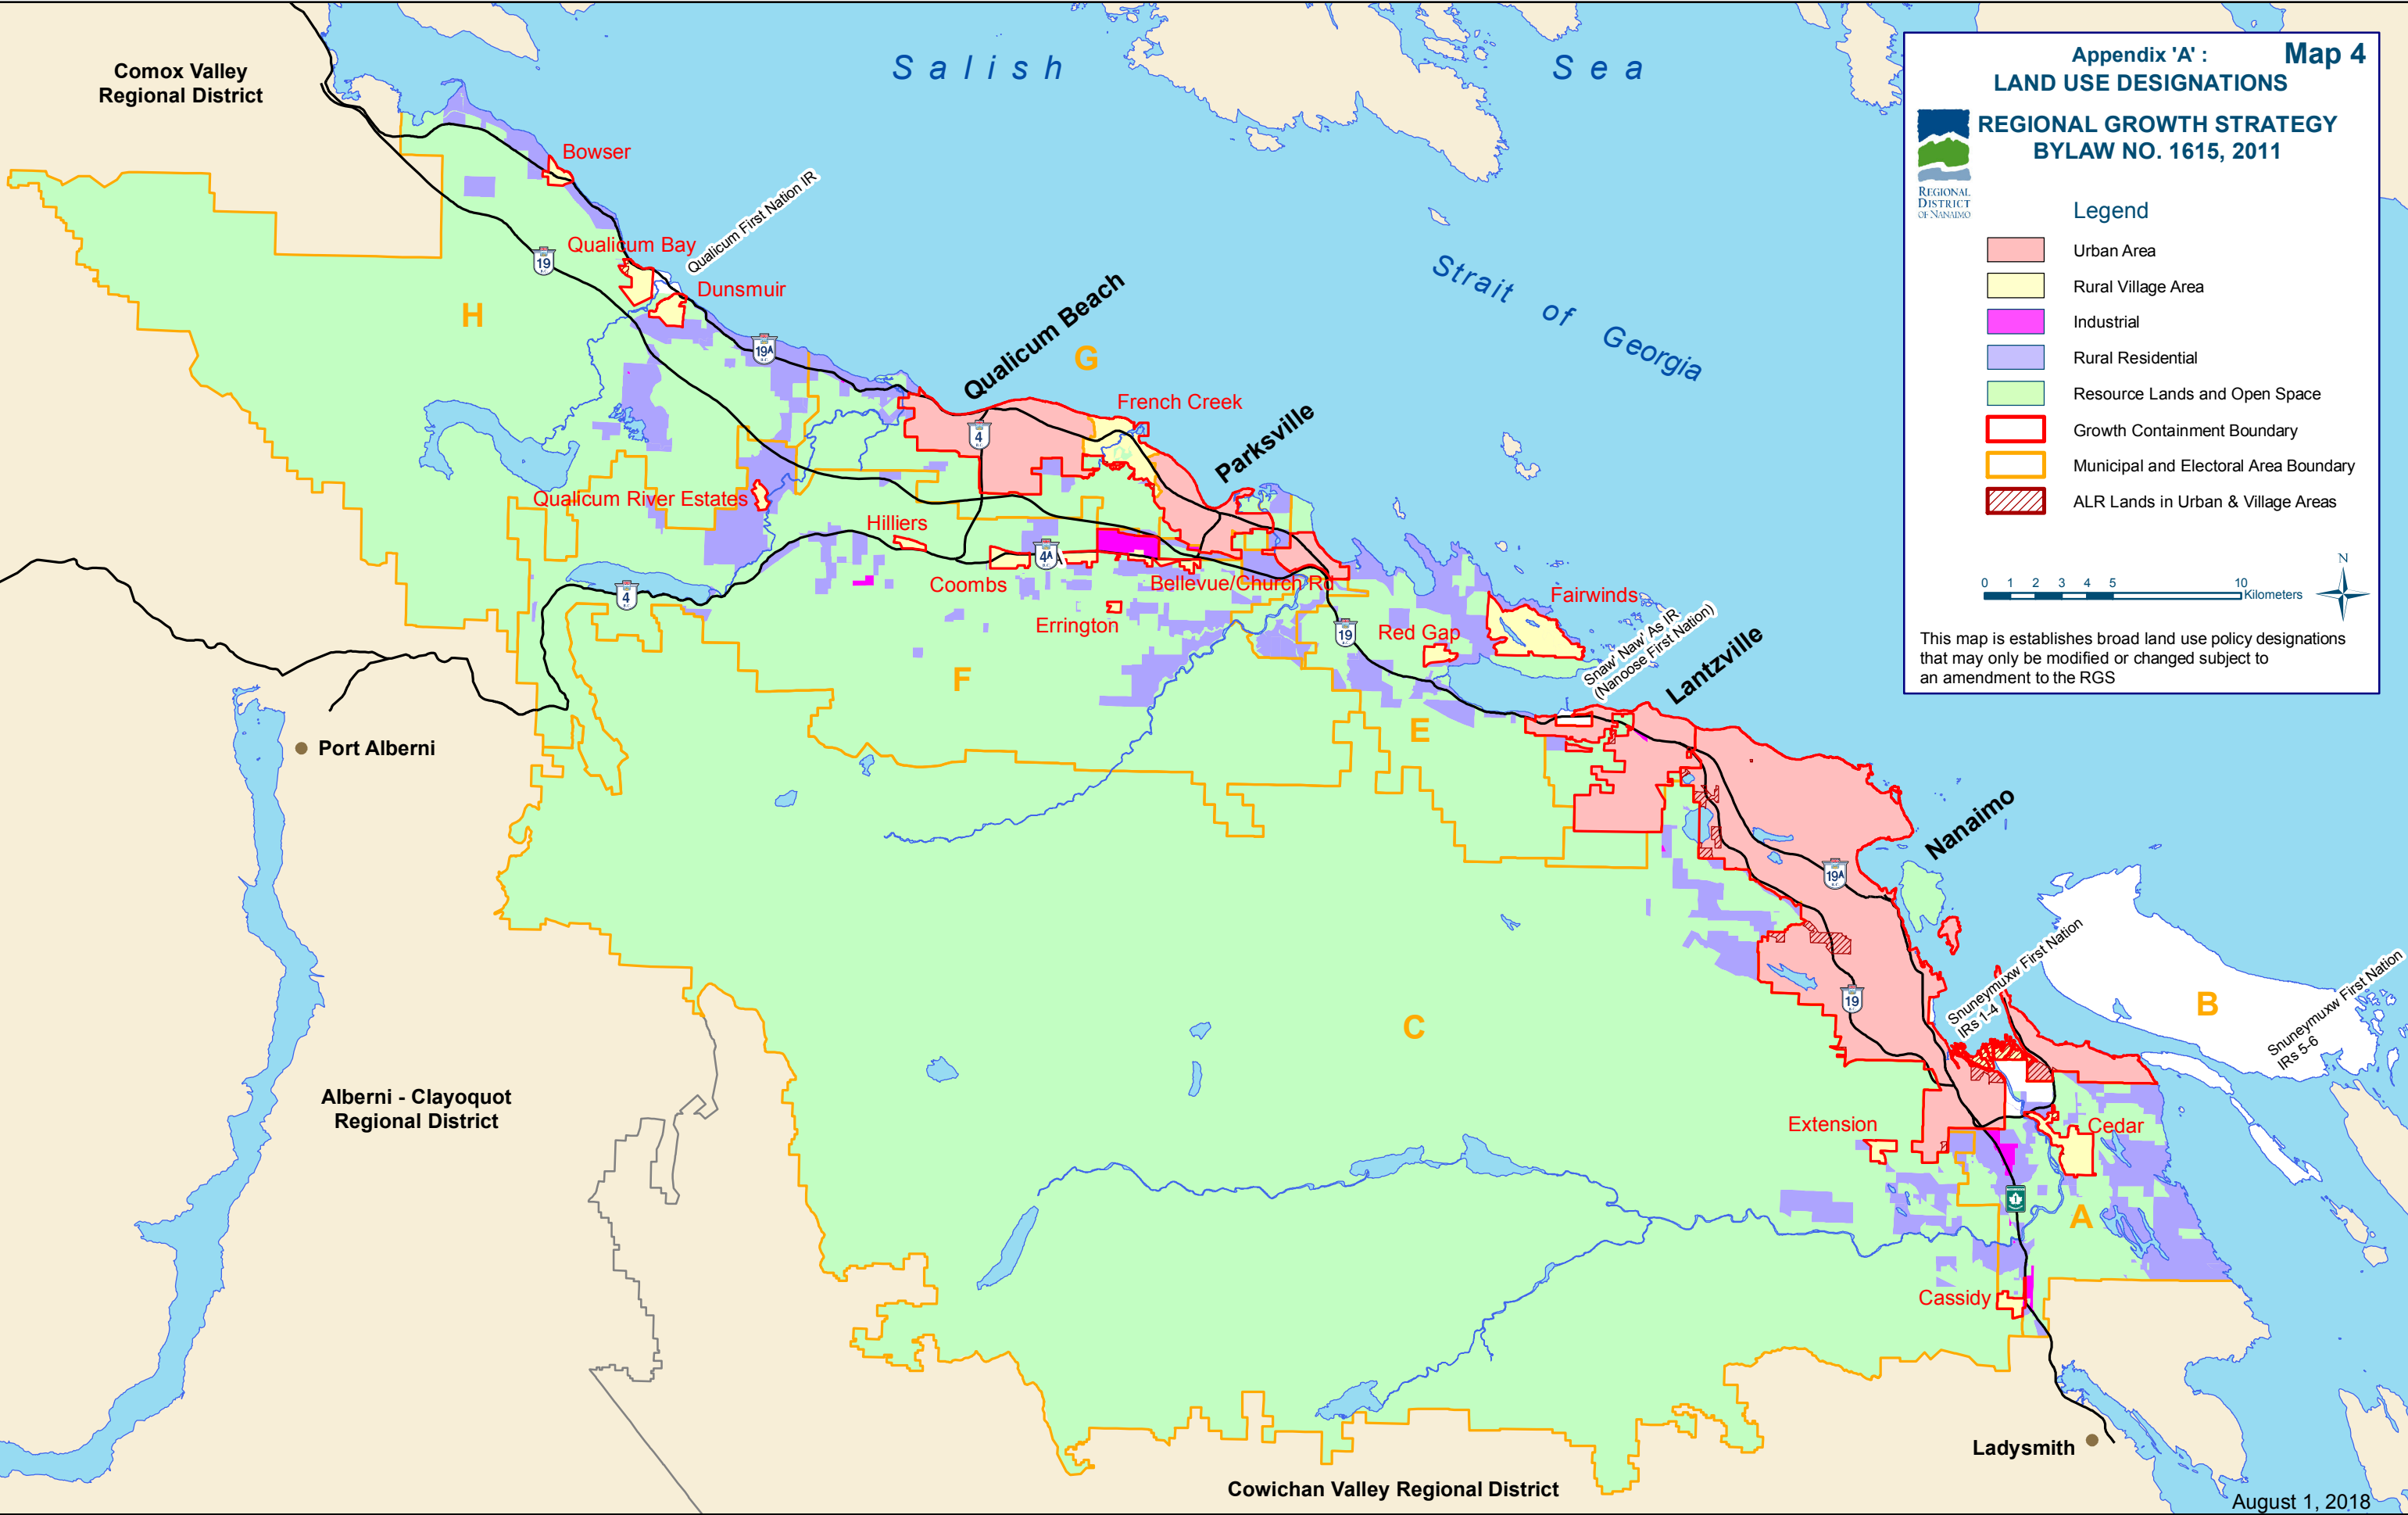 Salish Sea
Comox Valley
Regional District
Appendix 'A' : Map 4
LAND USE DESIGNATIONS
REGIONAL GROWTH STRATEGY
BYLAW NO. 1615, 2011
REGIONAL
DISTRICT
OF NANAIMO
Legend
Urban Area
Rural Village Area
Industrial
Rural Residential
Resource Lands and Open Space
Growth Containment Boundary
Municipal and Electoral Area Boundary
ALR Lands in Urban & Village Areas
0 1 2 3 4 5 10
Kilometers
N
This map is establishes broad land use policy designations
that may only be modified or changed subject to
an amendment to the RGS
Bowser
Qualicum First Nation IR
Qualicum Bay
19
Dunsmuir
H
Strait of Georgia
Qualicum Beach
G
19A
French Creek
4
Parksville
Qualicum River Estates
Hilliers
4A
A
Coombs
Bellevue/Church Rd
4
Errington
Fairwinds
19
Red Gap
Snaw' Naw' As IR
(Nanoose First Nation)
Lantzville
F
E
Port Alberni
Nanaimo
19A
Snuneymuxw First Nation
IRs 1-4
19
B
Snuneymuxw First Nation
IRs 5-6
C
Alberni - Clayoquot
Regional District
Extension
Cedar
1
A
Cassidy
Ladysmith
Cowichan Valley Regional District
August 1, 2018